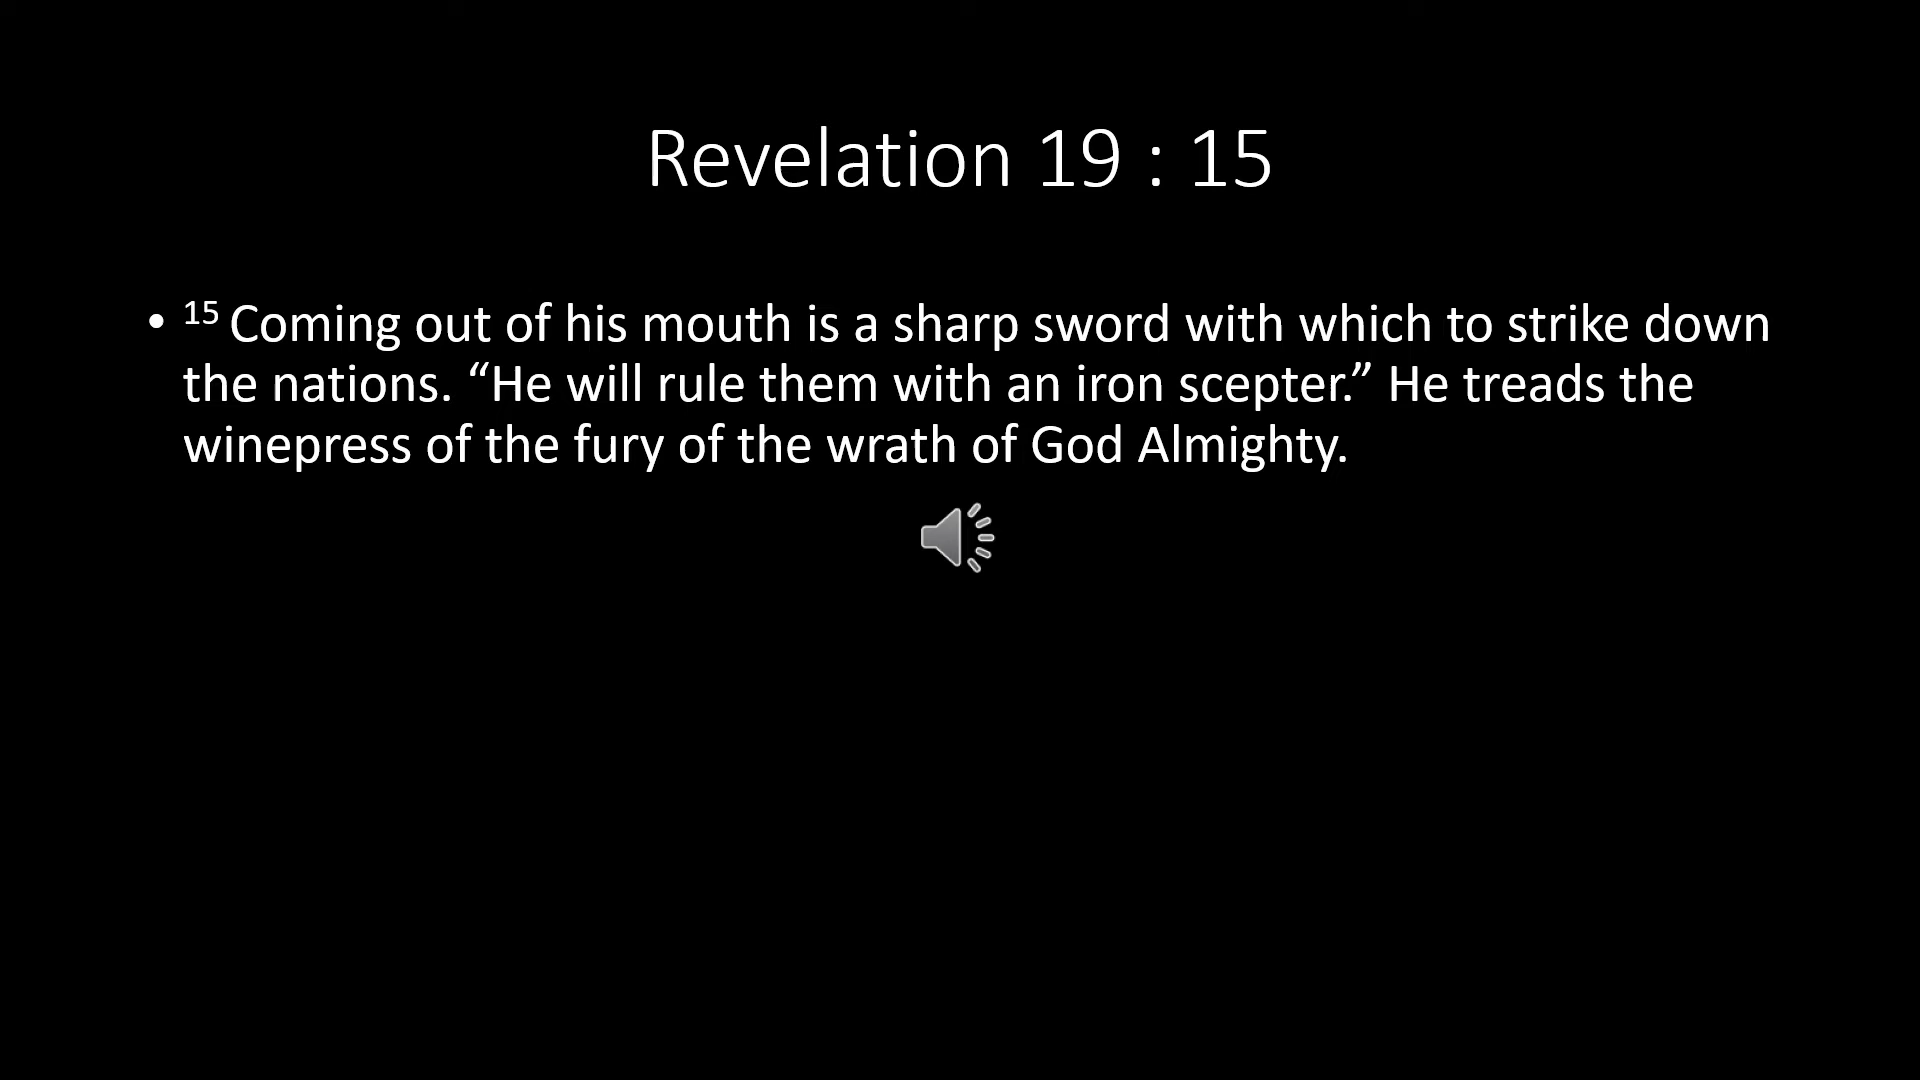 Revelation 19 : 15
• 15 Coming out of his mouth is a sharp sword with which to strike down
the nations. “He will rule them with an iron scepter.” He treads the
winepress of the fury of the wrath of God Almighty.